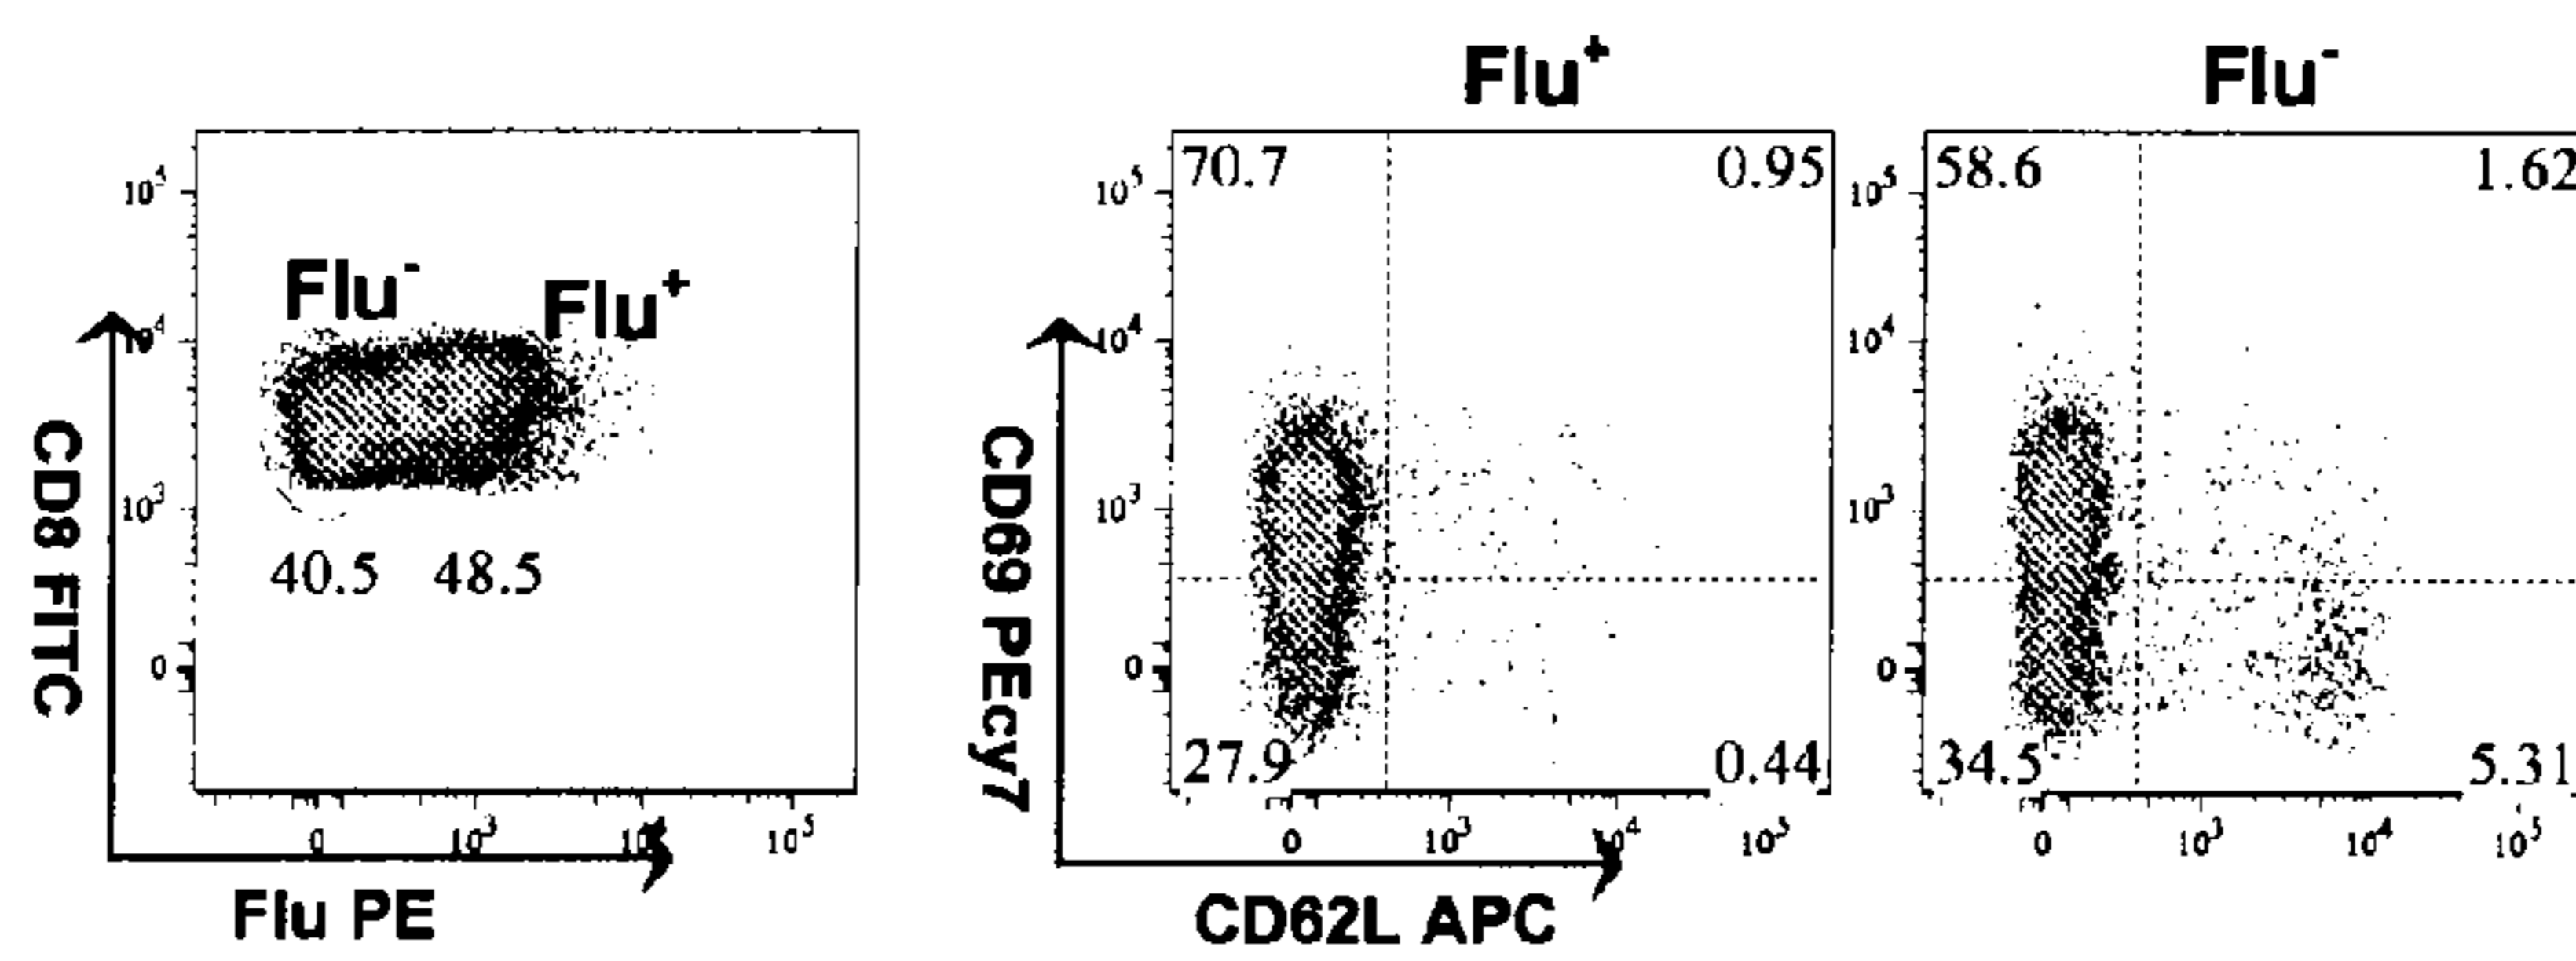 Flu⁺ Flu⁻
CD8 FITC
10⁵
10⁴
10³
0
Flu⁻ Flu⁺
40.5 48.5
0 10³ 10⁴ 10⁵
Flu PE
CD69 PEcy7
10⁵
10⁴
10³
0
70.7 0.95
27.9 0.44
0 10³ 10⁴ 10⁵
10⁵
10⁴
10³
0
58.6 1.62
34.5 5.31
0 10³ 10⁴ 10⁵
CD62L APC